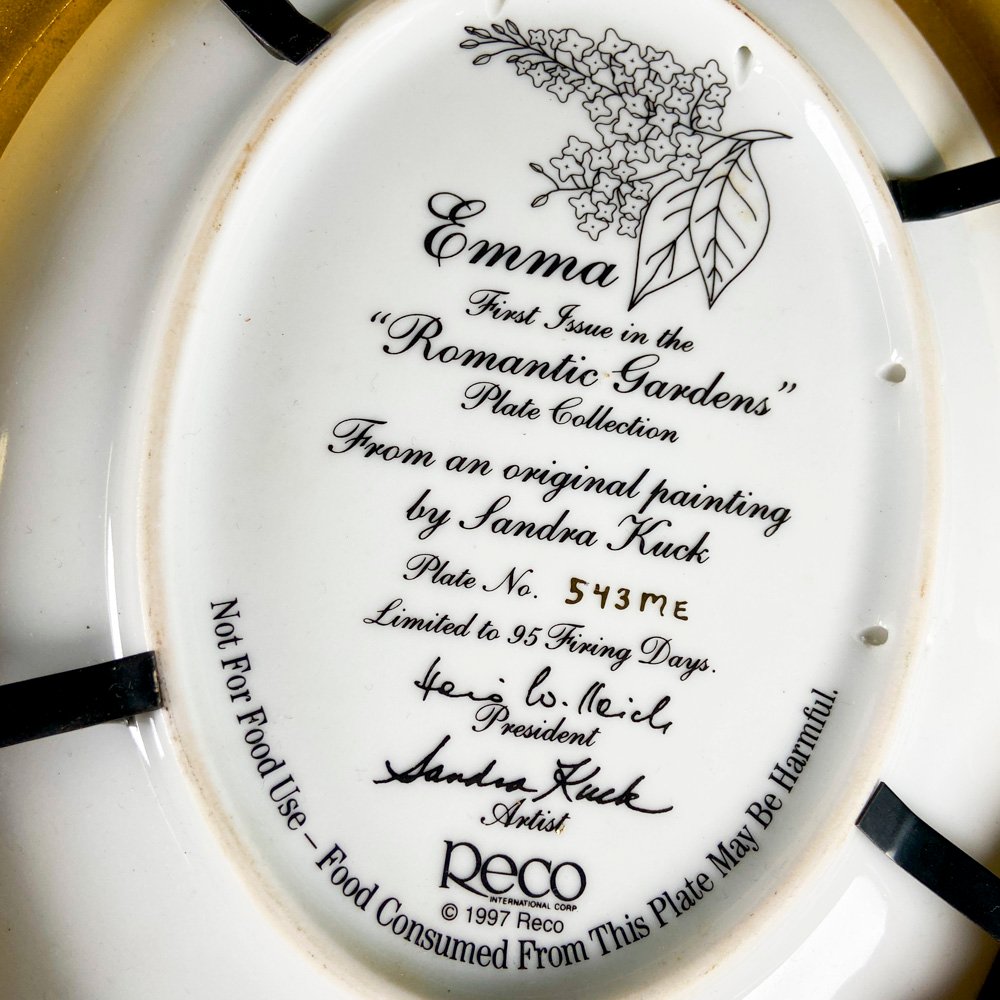 Emma
First Issue in the
“Romantic Gardens”
Plate Collection
From an original painting
by Sandra Kuck
Plate No. 543ME
Limited to 95 Firing Days.
President
Sandra Kuck
Artist
Reco
INTERNATIONAL CORP
© 1997 Reco
Not For Food Use – Food Consumed From This Plate May Be Harmful.